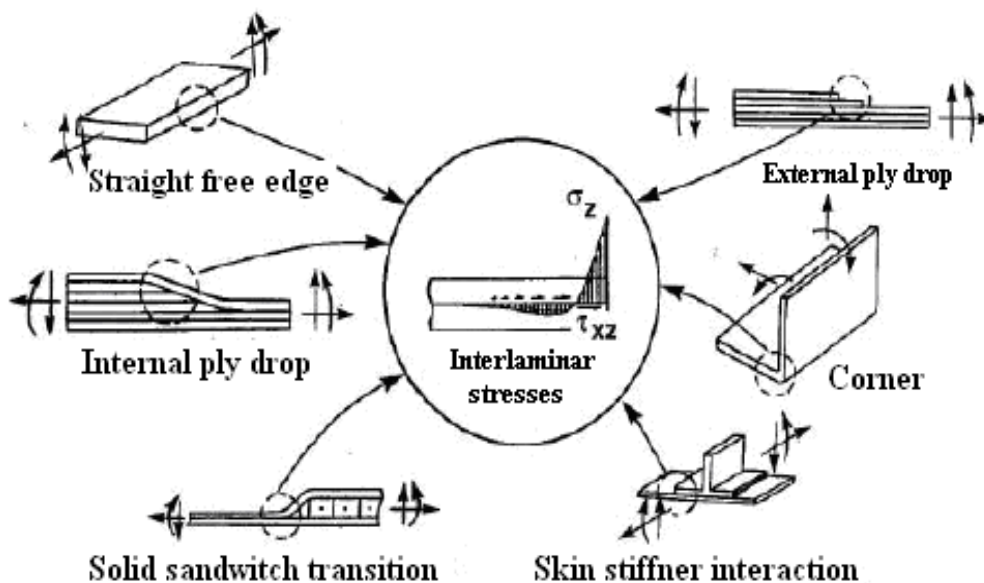 Straight free edge
External ply drop
σz
τxz
Interlaminar
stresses
Internal ply drop
Corner
Solid sandwitch transition
Skin stiffner interaction